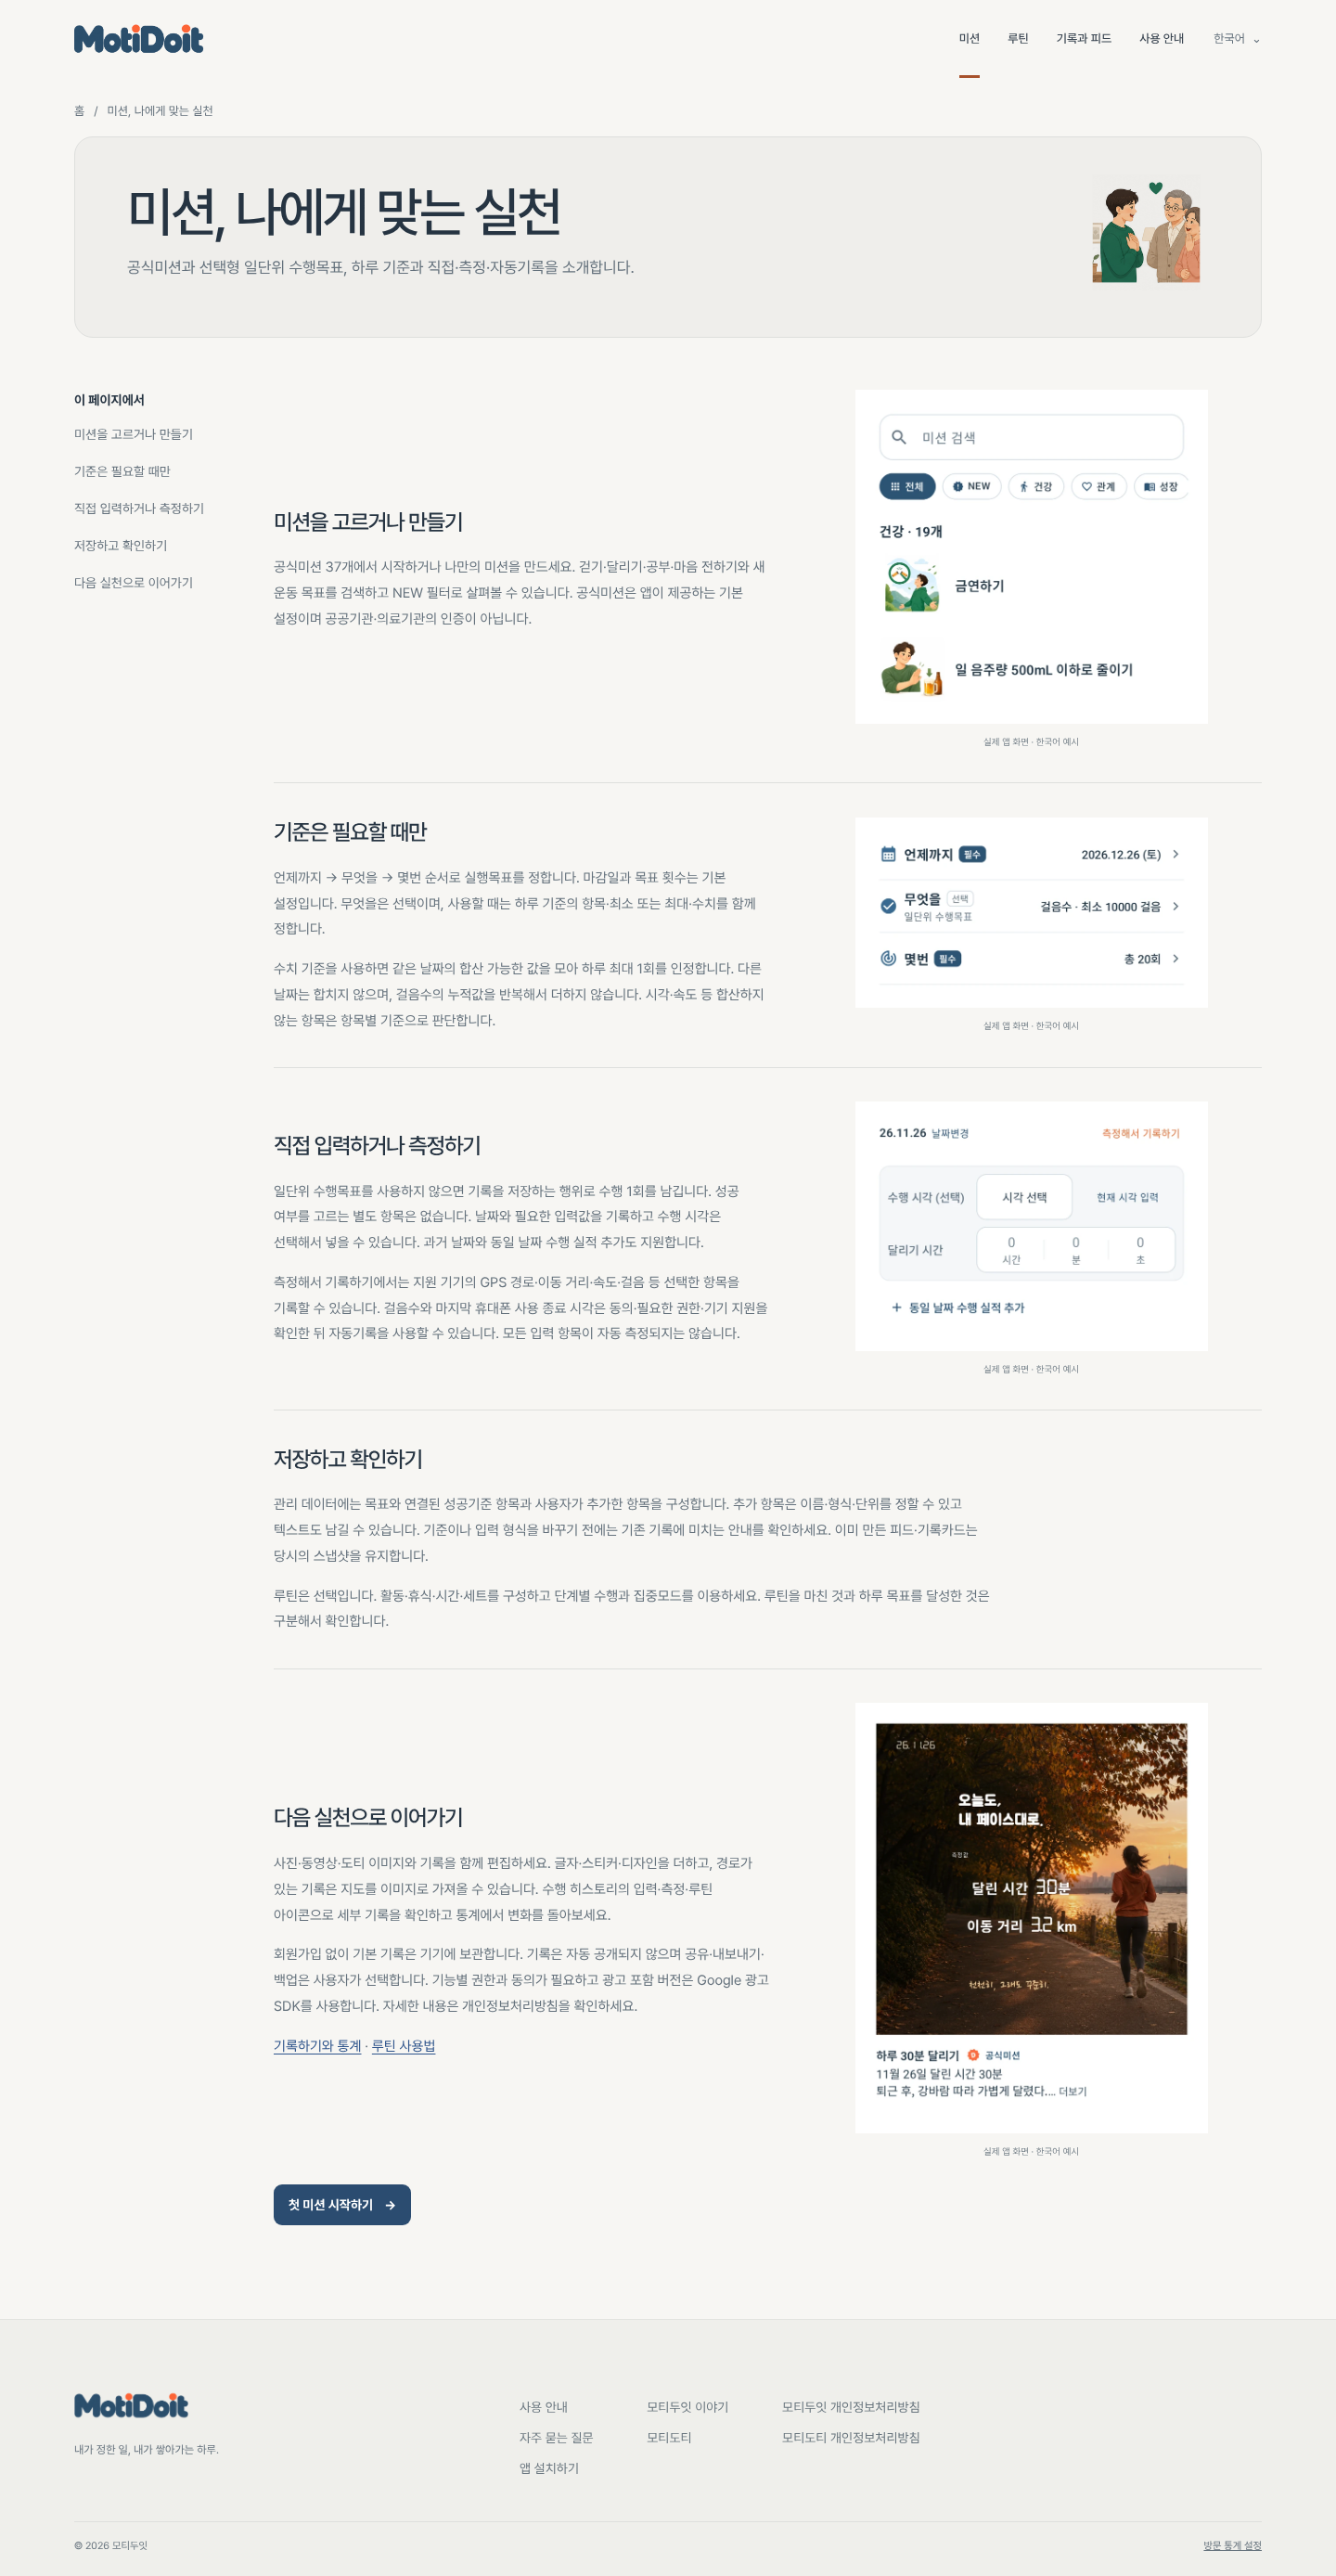 MotiDoit
미션 루틴 기록과 피드 사용 안내 한국어
홈 / 미션, 나에게 맞는 실천
미션, 나에게 맞는 실천
공식미션과 선택형 일단위 수행목표, 하루 기준과 직접·측정·자동기록을 소개합니다.
이 페이지에서
미션을 고르거나 만들기
기준은 필요할 때만
직접 입력하거나 측정하기
저장하고 확인하기
다음 실천으로 이어가기
미션을 고르거나 만들기
공식미션 37개에서 시작하거나 나만의 미션을 만드세요. 걷기·달리기·공부·마음 전하기와 새
운동 목표를 검색하고 NEW 필터로 살펴볼 수 있습니다. 공식미션은 앱이 제공하는 기본
설정이며 공공기관·의료기관의 인증이 아닙니다.
미션 검색
전체 NEW 건강 관계 성장
건강 · 19개
금연하기
일 음주량 500mL 이하로 줄이기
실제 앱 화면 · 한국어 예시
기준은 필요할 때만
언제까지 → 무엇을 → 몇번 순서로 실행목표를 정합니다. 마감일과 목표 횟수는 기본
설정입니다. 무엇을은 선택이며, 사용할 때는 하루 기준의 항목·최소 또는 최대·수치를 함께
정합니다.
수치 기준을 사용하면 같은 날짜의 합산 가능한 값을 모아 하루 최대 1회를 인정합니다. 다른
날짜는 합치지 않으며, 걸음수의 누적값을 반복해서 더하지 않습니다. 시각·속도 등 합산하지
않는 항목은 항목별 기준으로 판단합니다.
언제까지 필수 2026.12.26 (토)
무엇을 선택 걸음수 · 최소 10000 걸음
일단위 수행목표
몇번 필수 총 20회
실제 앱 화면 · 한국어 예시
직접 입력하거나 측정하기
일단위 수행목표를 사용하지 않으면 기록을 저장하는 행위로 수행 1회를 남깁니다. 성공
여부를 고르는 별도 항목은 없습니다. 날짜와 필요한 입력값을 기록하고 수행 시각은
선택해서 넣을 수 있습니다. 과거 날짜와 동일 날짜 수행 실적 추가도 지원합니다.
측정해서 기록하기에서는 지원 기기의 GPS 경로·이동 거리·속도·걸음 등 선택한 항목을
기록할 수 있습니다. 걸음수와 마지막 휴대폰 사용 종료 시각은 동의·필요한 권한·기기 지원을
확인한 뒤 자동기록을 사용할 수 있습니다. 모든 입력 항목이 자동 측정되지는 않습니다.
26.11.26 날짜변경 측정해서 기록하기
수행 시각 (선택) 시각 선택 현재 시각 입력
달리기 시간 0 0 0
시간 분 초
+ 동일 날짜 수행 실적 추가
실제 앱 화면 · 한국어 예시
저장하고 확인하기
관리 데이터에는 목표와 연결된 성공기준 항목과 사용자가 추가한 항목을 구성합니다. 추가 항목은 이름·형식·단위를 정할 수 있고
텍스트도 남길 수 있습니다. 기준이나 입력 형식을 바꾸기 전에는 기존 기록에 미치는 안내를 확인하세요. 이미 만든 피드·기록카드는
당시의 스냅샷을 유지합니다.
루틴은 선택입니다. 활동·휴식·시간·세트를 구성하고 단계별 수행과 집중모드를 이용하세요. 루틴을 마친 것과 하루 목표를 달성한 것은
구분해서 확인합니다.
다음 실천으로 이어가기
사진·동영상·도티 이미지와 기록을 함께 편집하세요. 글자·스티커·디자인을 더하고, 경로가
있는 기록은 지도를 이미지로 가져올 수 있습니다. 수행 히스토리의 입력·측정·루틴
아이콘으로 세부 기록을 확인하고 통계에서 변화를 돌아보세요.
회원가입 없이 기본 기록은 기기에 보관합니다. 기록은 자동 공개되지 않으며 공유·내보내기·
백업은 사용자가 선택합니다. 기능별 권한과 동의가 필요하고 광고 포함 버전은 Google 광고
SDK를 사용합니다. 자세한 내용은 개인정보처리방침을 확인하세요.
기록하기와 통계 · 루틴 사용법
26.11.26
오늘도,
내 페이스대로.
측정값
달린 시간 30분
이동 거리 3.2 km
천천히, 그래도 꾸준히.
하루 30분 달리기 공식미션
11월 26일 달린 시간 30분
퇴근 후, 강바람 따라 가볍게 달렸다.... 더보기
실제 앱 화면 · 한국어 예시
첫 미션 시작하기 →
MotiDoit
내가 정한 일, 내가 쌓아가는 하루.
사용 안내 모티두잇 이야기 모티두잇 개인정보처리방침
자주 묻는 질문 모티도티 모티도티 개인정보처리방침
앱 설치하기
© 2026 모티두잇
방문 통계 설정